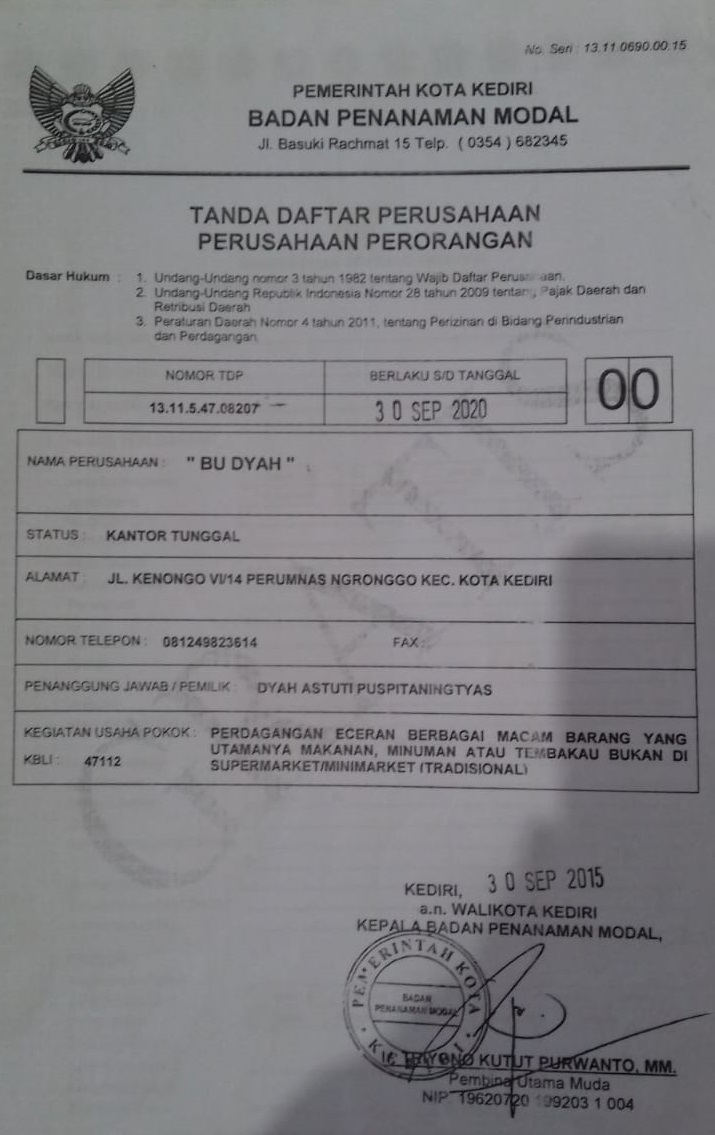 No. Seri : 13.11.0690.00.15
PEMERINTAH KOTA KEDIRI
BADAN PENANAMAN MODAL
Jl. Basuki Rachmat 15 Telp. ( 0354 ) 682345
TANDA DAFTAR PERUSAHAAN
PERUSAHAAN PERORANGAN
Dasar Hukum : 1. Undang-Undang nomor 3 tahun 1982 tentang Wajib Daftar Perusahaan.
2. Undang-Undang Republik Indonesia Nomor 28 tahun 2009 tentang Pajak Daerah dan
Retribusi Daerah
3. Peraturan Daerah Nomor 4 tahun 2011, tentang Perizinan di Bidang Perindustrian
dan Perdagangan.
NOMOR TDP
BERLAKU S/D TANGGAL
00
13.11.5.47.08207
30 SEP 2020
NAMA PERUSAHAAN : " BU DYAH "
STATUS : KANTOR TUNGGAL
ALAMAT : JL. KENONGO VI/14 PERUMNAS NGRONGGO KEC. KOTA KEDIRI
NOMOR TELEPON : 081249823614 FAX :
PENANGGUNG JAWAB / PEMILIK : DYAH ASTUTI PUSPITANINGTYAS
KEGIATAN USAHA POKOK : PERDAGANGAN ECERAN BERBAGAI MACAM BARANG YANG
UTAMANYA MAKANAN, MINUMAN ATAU TEMBAKAU BUKAN DI
KBLI : 47112 SUPERMARKET/MINIMARKET (TRADISIONAL)
KEDIRI, 30 SEP 2015
a.n. WALIKOTA KEDIRI
KEPALA BADAN PENANAMAN MODAL,
PEMERINTAH KOTA
BADAN
PENANAMAN MODAL
TRIYONO KUTUT PURWANTO, MM.
Pembina Utama Muda
NIP. 19620720 199203 1 004